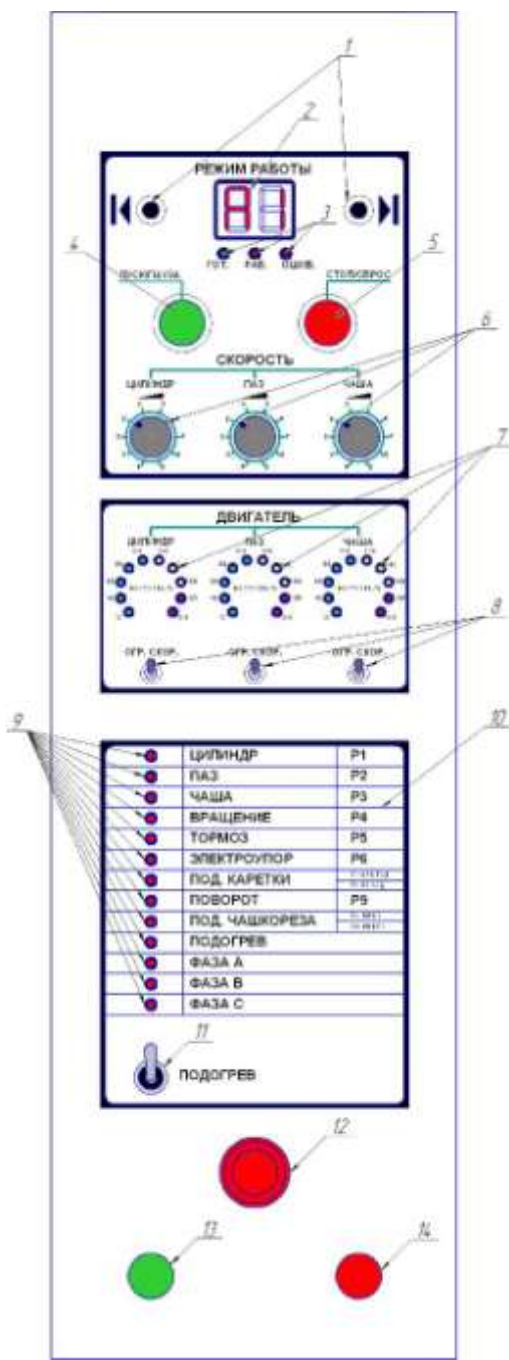 1
2
РЕЖИМ РАБОТЫ
A1
3
4
5
ГОТ. РАБ. ОШИБ.
ПУСК/ПАУЗА СТОП/СБРОС
6
СКОРОСТЬ
ЦИЛИНДР ПАЗ ЧАША
7
ДВИГАТЕЛЬ
ЦИЛИНДР ПАЗ ЧАША
8
ОГР. СКОР. ОГР. СКОР. ОГР. СКОР.
9
10
ЦИЛИНДР P1
ПАЗ P2
ЧАША P3
ВРАЩЕНИЕ P4
ТОРМОЗ P5
ЭЛЕКТРОУПОР P6
ПОД. КАРЕТКИ
ПОВОРОТ P9
ПОД. ЧАШКОРЕЗА
ПОДОГРЕВ
ФАЗА A
ФАЗА B
ФАЗА C
11
ПОДОГРЕВ
12
13
14